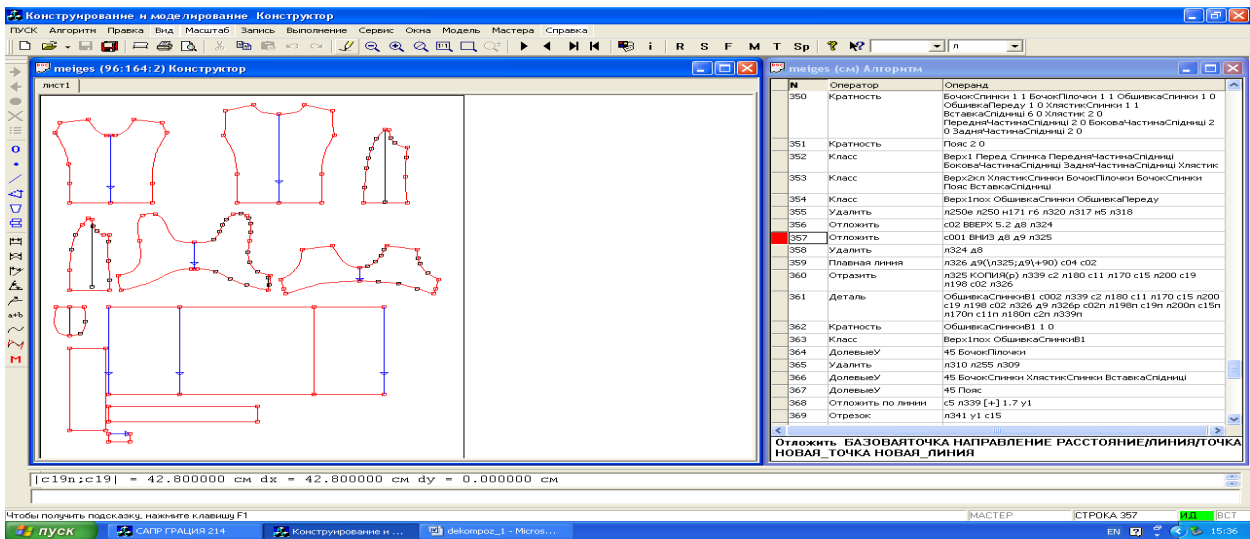 Конструирование и моделирование Конструктор
ПУСК Алгоритм Правка Вид Масштаб Запись Выполнение Сервис Окна Модель Мастера Справка
i R S F M T Sp л
meiges (96:164:2) Конструктор
лист1
a+b
M
meiges (см) Алгоритм
N Оператор Операнд
350 Кратность БочокСпинки 1 1 БочокПілочки 1 1 ОбшивкаСпинки 1 0
ОбшивкаПереду 1 0 ХлястикСпинки 1 1
ВставкаСпідниці 6 0 Хлястик 2 0
ПередняЧастинаСпідниці 2 0 БоковаЧастинаСпідниці 2
0 ЗадняЧастинаСпідниці 2 0
351 Кратность Пояс 2 0
352 Класс Верх1 Перед Спинка ПередняЧастинаСпідниці
БоковаЧастинаСпідниці ЗадняЧастинаСпідниці Хлястик
353 Класс Верх2кл ХлястикСпинки БочокПілочки БочокСпинки
Пояс ВставкаСпідниці
354 Класс Верх1пох ОбшивкаСпинки ОбшивкаПереду
355 Удалить л250е л250 н171 г6 л320 л317 м5 л318
356 Отложить с02 ВВЕРХ 5.2 д8 л324
357 Отложить с001 ВНИЗ д8 д9 л325
358 Удалить л324 д8
359 Плавная линия л326 д9(\л325;д9\+90) с04 с02
360 Отразить л325 КОПИЯ(р) л339 с2 л180 с11 л170 с15 л200 с19
л198 с02 л326
361 Деталь ОбшивкаСпинкиВ1 с002 л339 с2 л180 с11 л170 с15 л200
с19 л198 с02 л326 д9 л326р с02п л198п с19п л200п с15п
л170п с11п л180п с2п л339п
362 Кратность ОбшивкаСпинкиВ1 1 0
363 Класс Верх1пох ОбшивкаСпинкиВ1
364 ДолевыеУ 45 БочокПілочки
365 Удалить л310 л255 л309
366 ДолевыеУ 45 БочокСпинки ХлястикСпинки ВставкаСпідниці
367 ДолевыеУ 45 Пояс
368 Отложить по линии с5 л339 [+] 1.7 у1
369 Отрезок л341 у1 с15
Отложить БАЗОВАЯТОЧКА НАПРАВЛЕНИЕ РАССТОЯНИЕ/ЛИНИЯ/ТОЧКА
НОВАЯ_ТОЧКА НОВАЯ_ЛИНИЯ
|с19п;с19| = 42.800000 см dx = 42.800000 см dy = 0.000000 см
Чтобы получить подсказку, нажмите клавишу F1 МАСТЕР СТРОКА 357 ИД ВСТ
пуск САПР ГРАЦИЯ 214 Конструирование и ... dekompoz_1 - Micros... EN 15:36